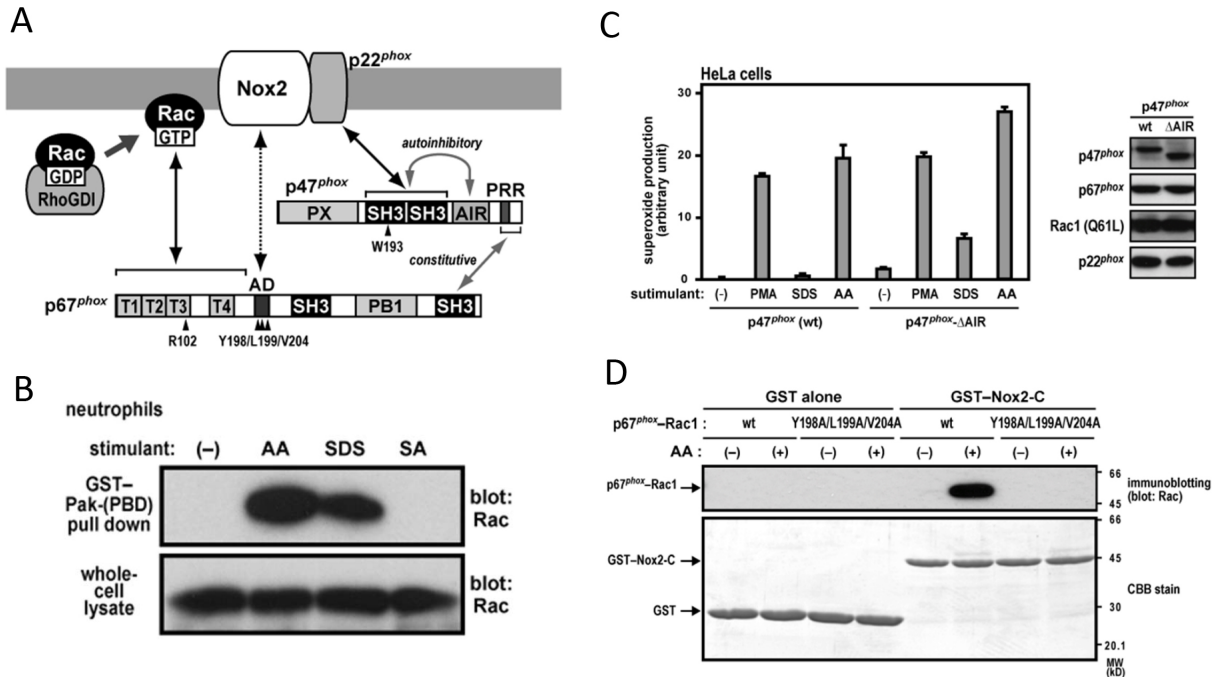 A
p22phox
Nox2
Rac
GTP
Rac
GDP
RhoGDI
autoinhibitory
p47phox
PRR
PX
SH3
SH3
AIR
W193
constitutive
AD
p67phox
T1
T2
T3
T4
SH3
PB1
SH3
R102
Y198/L199/V204
B
neutrophils
stimulant: (–) AA SDS SA
GST–
Pak-(PBD)
pull down
blot:
Rac
whole-
cell
lysate
blot:
Rac
C
HeLa cells
superoxide production
(arbitrary unit)
30
20
10
0
sutimulant: (-) PMA SDS AA (-) PMA SDS AA
p47phox (wt) p47phox-ΔAIR
p47phox
wt ΔAIR
p47phox
p67phox
Rac1 (Q61L)
p22phox
D
GST alone GST–Nox2-C
p67phox–Rac1 : wt Y198A/L199A/V204A wt Y198A/L199A/V204A
AA : (–) (+) (–) (+) (–) (+) (–) (+)
p67phox–Rac1
66
45
immunoblotting
(blot: Rac)
66
GST–Nox2-C
45
CBB stain
GST
30
20.1
MW
(kD)